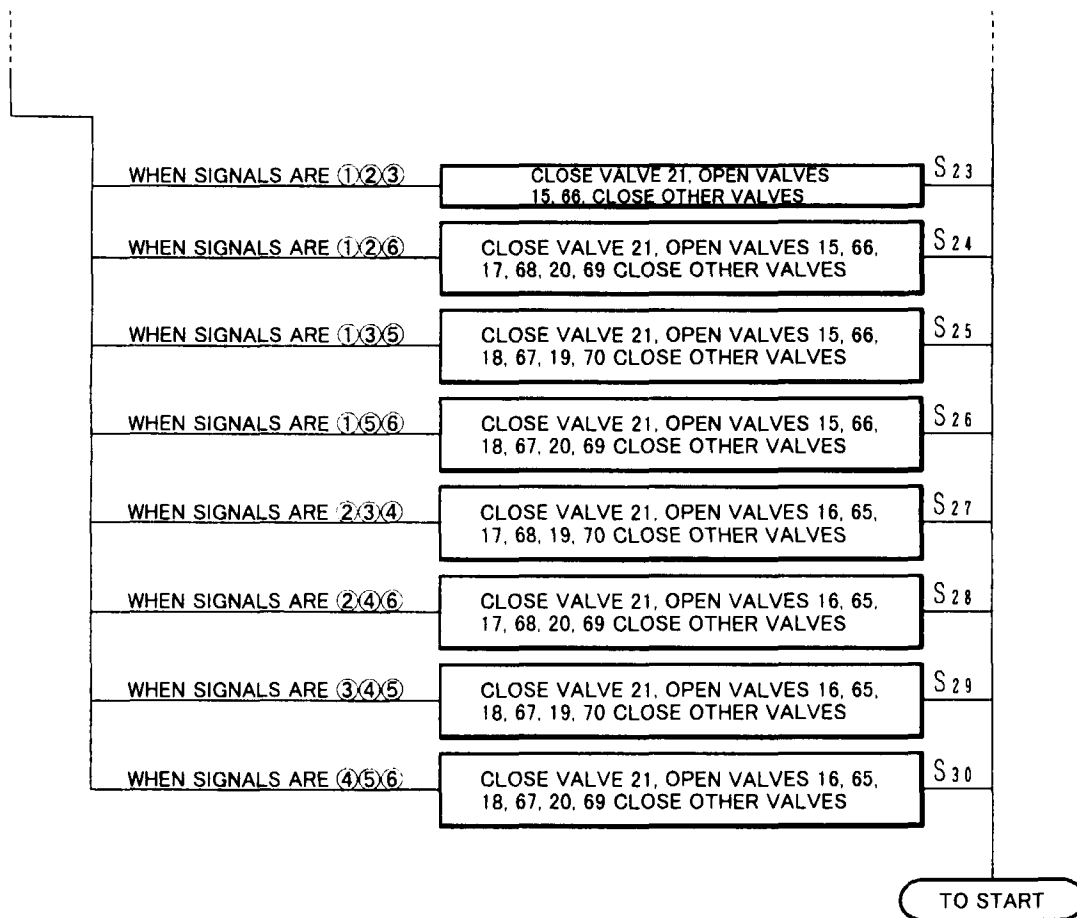 WHEN SIGNALS ARE ①②③
CLOSE VALVE 21, OPEN VALVES
15, 66, CLOSE OTHER VALVES
S23
WHEN SIGNALS ARE ①②⑥
CLOSE VALVE 21, OPEN VALVES 15, 66,
17, 68, 20, 69 CLOSE OTHER VALVES
S24
WHEN SIGNALS ARE ①③⑤
CLOSE VALVE 21, OPEN VALVES 15, 66,
18, 67, 19, 70 CLOSE OTHER VALVES
S25
WHEN SIGNALS ARE ①⑤⑥
CLOSE VALVE 21, OPEN VALVES 15, 66,
18, 67, 20, 69 CLOSE OTHER VALVES
S26
WHEN SIGNALS ARE ②③④
CLOSE VALVE 21, OPEN VALVES 16, 65,
17, 68, 19, 70 CLOSE OTHER VALVES
S27
WHEN SIGNALS ARE ②④⑥
CLOSE VALVE 21, OPEN VALVES 16, 65,
17, 68, 20, 69 CLOSE OTHER VALVES
S28
WHEN SIGNALS ARE ③④⑤
CLOSE VALVE 21, OPEN VALVES 16, 65,
18, 67, 19, 70 CLOSE OTHER VALVES
S29
WHEN SIGNALS ARE ④⑤⑥
CLOSE VALVE 21, OPEN VALVES 16, 65,
18, 67, 20, 69 CLOSE OTHER VALVES
S30
TO START